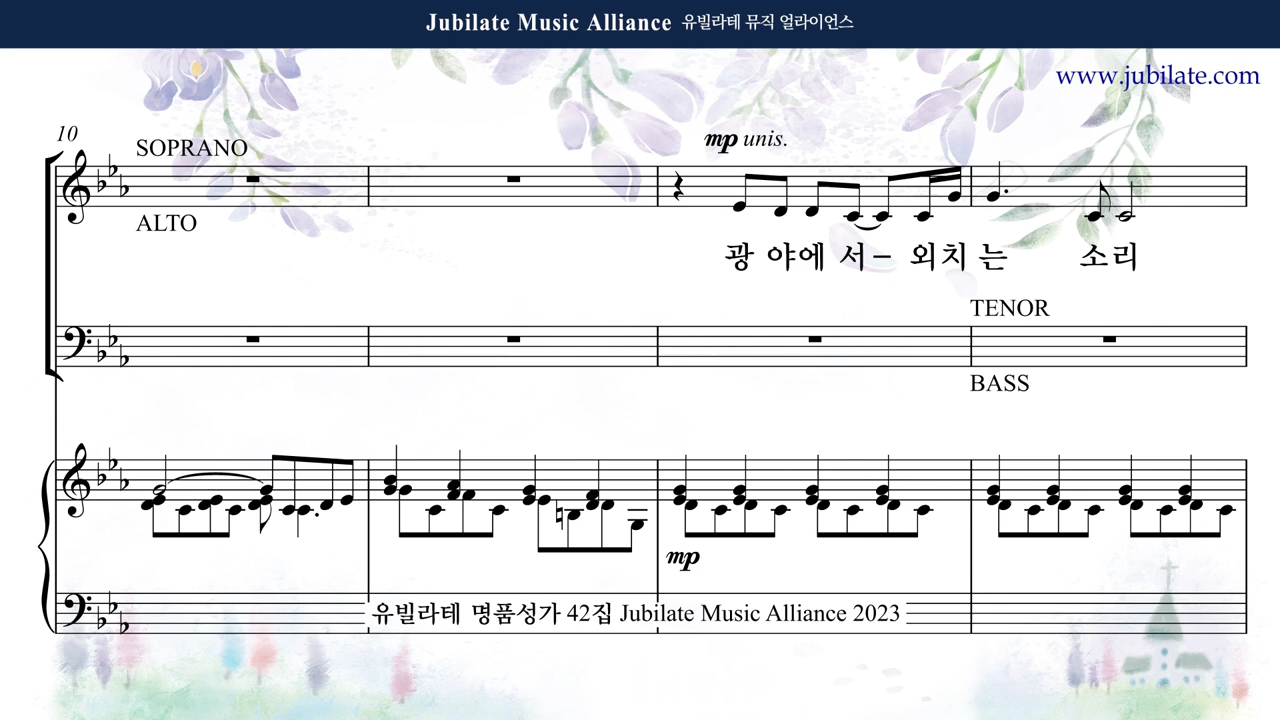 Jubilate Music Alliance 유빌라테 뮤직 얼라이언스
www.jubilate.com
10
SOPRANO
mp unis.
ALTO
광 야에 서– 외치 는 소리
TENOR
BASS
mp
유빌라테 명품성가 42집 Jubilate Music Alliance 2023